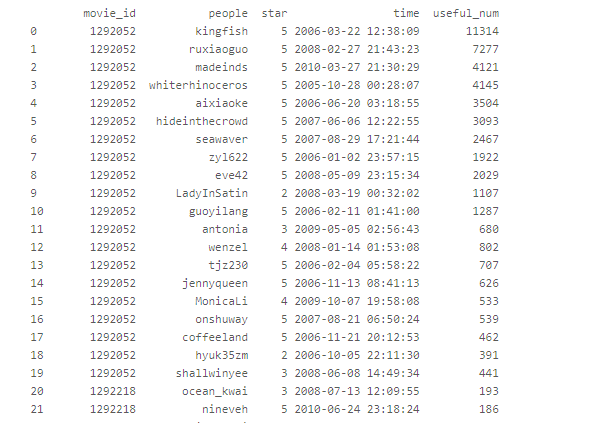 movie_id people star time useful_num
0 1292052 kingfish 5 2006-03-22 12:38:09 11314
1 1292052 ruxiaoguo 5 2008-02-27 21:43:23 7277
2 1292052 madeinds 5 2010-03-27 21:30:29 4121
3 1292052 whiterhinoceros 5 2005-10-28 00:28:07 4145
4 1292052 aixiaoke 5 2006-06-20 03:18:55 3504
5 1292052 hideinthecrowd 5 2007-06-06 12:22:55 3093
6 1292052 seawaver 5 2007-08-29 17:21:44 2467
7 1292052 zyl622 5 2006-01-02 23:57:15 1922
8 1292052 eve42 5 2008-05-09 23:15:34 2029
9 1292052 LadyInSatin 2 2008-03-19 00:32:02 1107
10 1292052 guoyilang 5 2006-02-11 01:41:00 1287
11 1292052 antonia 3 2009-05-05 02:56:43 680
12 1292052 wenzel 4 2008-01-14 01:53:08 802
13 1292052 tjz230 5 2006-02-04 05:58:22 707
14 1292052 jennyqueen 5 2006-11-13 08:41:13 626
15 1292052 MonicaLi 4 2009-10-07 19:58:08 533
16 1292052 onshuway 5 2007-08-21 06:50:24 539
17 1292052 coffeeland 5 2006-11-21 20:12:53 462
18 1292052 hyuk35zm 2 2006-10-05 22:11:30 391
19 1292052 shallwinyee 3 2008-06-08 14:49:34 441
20 1292218 ocean_kwai 3 2008-07-13 12:09:55 193
21 1292218 nineveh 5 2010-06-24 23:18:24 186